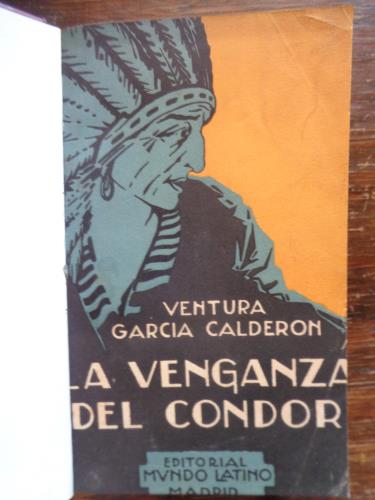 VENTURA
GARCIA CALDERON
LA VENGANZA
DEL CONDOR
EDITORIAL
MVNDO LATINO
MADRID